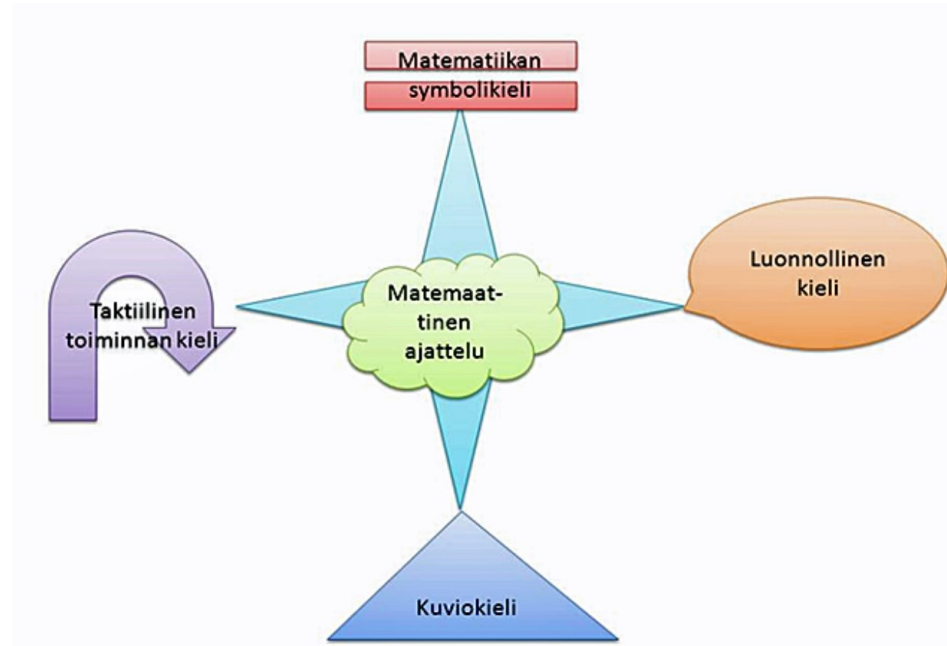 Matematiikan
symbolikieli
Luonnollinen
kieli
Matemaat-
tinen
ajattelu
Taktiilinen
toiminnan kieli
Kuviokieli